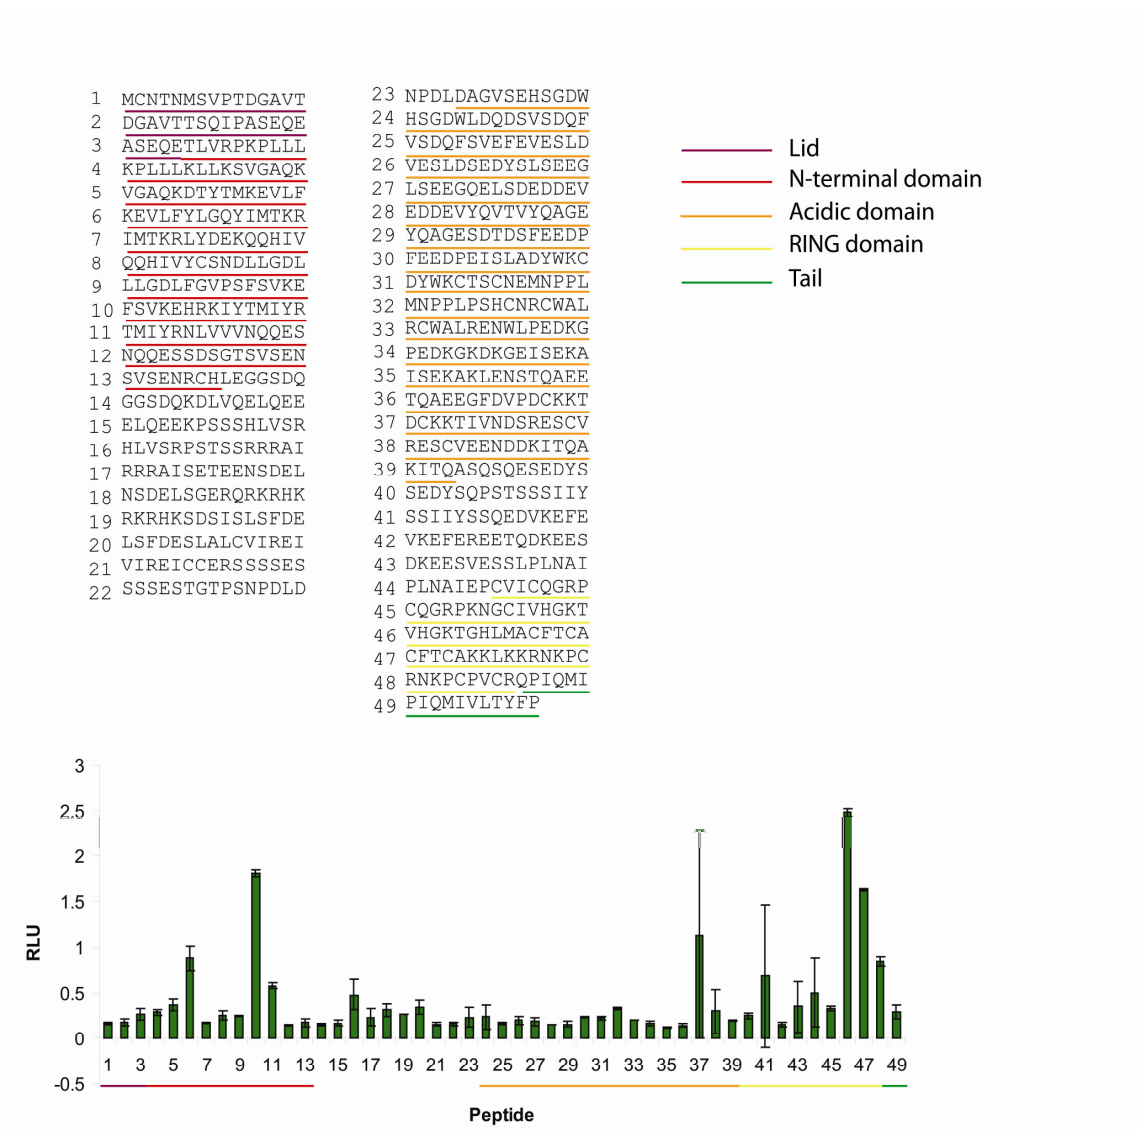 1 MCNTNMSVPTDGAVT
2 DGAVTTSQIPASEQE
3 ASEQETLVRPKPLLL
4 KPLLLKLLKSVGAQK
5 VGAQKDTYTMKEVLF
6 KEVLFYLGQYIMTKR
7 IMTKRLYDEKQQHIV
8 QQHIVYCSNDLLGDL
9 LLGDLFGVPSFSVKE
10 FSVKEHRKIYTMIYR
11 TMIYRNLVVVNQQES
12 NQQESSDSGTSVSEN
13 SVSENRCHLEGGSDQ
14 GGSDQKDLVQELQEE
15 ELQEEKPSSSHLVSR
16 HLVSRPSTSSRRRAI
17 RRRAISETEENSDEL
18 NSDELSGERQRKRHK
19 RKRHKSDSISLSFDE
20 LSFDESLALCVIREI
21 VIREICCERSSSSES
22 SSSESTGTPSNPDLD
23 NPDLDAGVSEHSGDW
24 HSGDWLDQDSVSDQF
25 VSDQFSVEFEVESLD
26 VESLDSEDYSLSEEG
27 LSEEGQELSDEDDEV
28 EDDEVYQVTVYQAGE
29 YQAGESDTDSFEEDP
30 FEEDPEISLADYWKC
31 DYWKCTSCNEMNPPL
32 MNPPLPSHCNRCWAL
33 RCWALRENWLPEDKG
34 PEDKGKDKGEISEKA
35 ISEKAKLENSTQAEE
36 TQAEEGFDVPDCKKT
37 DCKKTIVNDSRESCV
38 RESCVEENDDKITQA
39 KITQASQSQESEDYS
40 SEDYSQPSTSSSIIY
41 SSIIYSSQEDVKEFE
42 VKEFEREETQDKEES
43 DKEESVESSLPLNAI
44 PLNAIEPCVICQGRP
45 CQGRPKNGCIVHGKT
46 VHGKTGHLMACFTCA
47 CFTCAKKLKKRNKPC
48 RNKPCPVCRQPIQMI
49 PIQMIVLTYFP
Lid
N-terminal domain
Acidic domain
RING domain
Tail
3
2.5
2
1.5
1
0.5
0
-0.5
RLU
1 3 5 7 9 11 13 15 17 19 21 23 25 27 29 31 33 35 37 39 41 43 45 47 49
Peptide